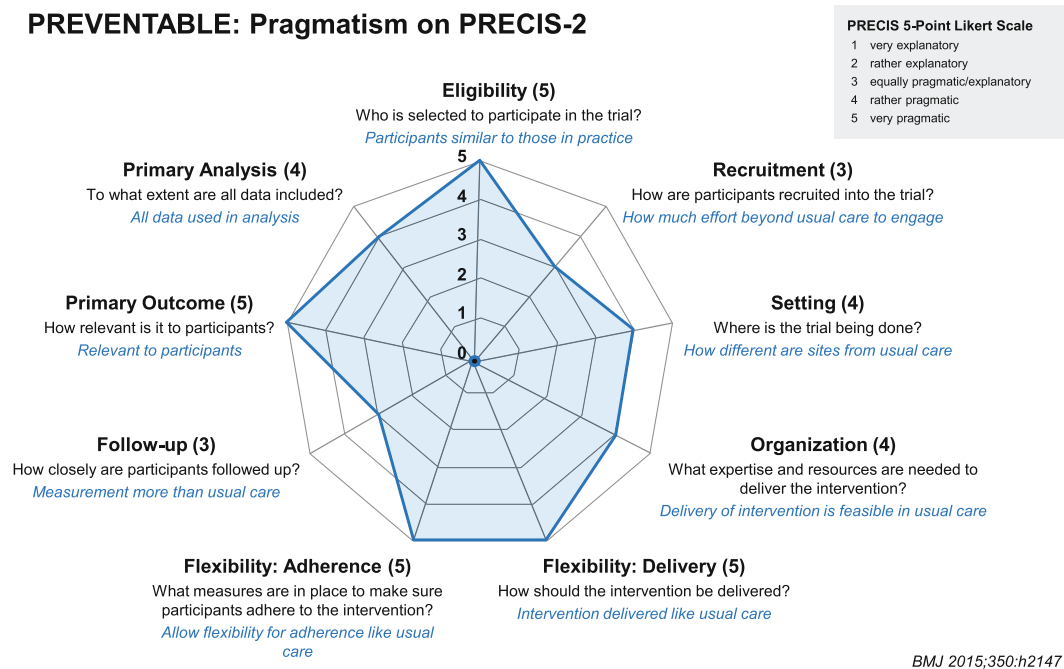 PREVENTABLE: Pragmatism on PRECIS-2
PRECIS 5-Point Likert Scale
1 very explanatory
2 rather explanatory
3 equally pragmatic/explanatory
4 rather pragmatic
5 very pragmatic
Eligibility (5)
Who is selected to participate in the trial?
Participants similar to those in practice
Primary Analysis (4)
To what extent are all data included?
All data used in analysis
Recruitment (3)
How are participants recruited into the trial?
How much effort beyond usual care to engage
5
4
3
2
1
0
Primary Outcome (5)
How relevant is it to participants?
Relevant to participants
Setting (4)
Where is the trial being done?
How different are sites from usual care
Follow-up (3)
How closely are participants followed up?
Measurement more than usual care
Organization (4)
What expertise and resources are needed to
deliver the intervention?
Delivery of intervention is feasible in usual care
Flexibility: Adherence (5)
What measures are in place to make sure
participants adhere to the intervention?
Allow flexibility for adherence like usual
care
Flexibility: Delivery (5)
How should the intervention be delivered?
Intervention delivered like usual care
BMJ 2015;350:h2147